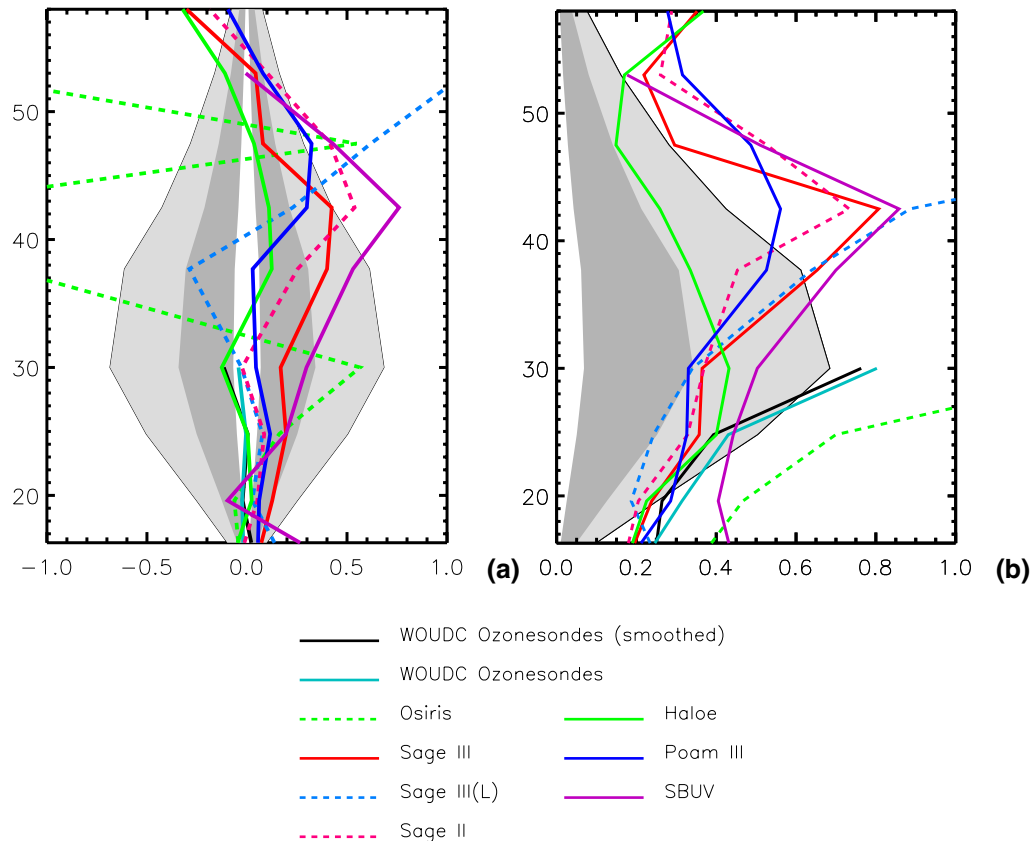 50
40
30
20
−1.0 −0.5 0.0 0.5 1.0 (a)
50
40
30
20
0.2 0.4 0.6 0.8 1.0 (b)
WOUDC Ozonesondes (smoothed)
WOUDC Ozonesondes
Osiris
Haloe
Sage III
Poam III
Sage III(L)
SBUV
Sage II